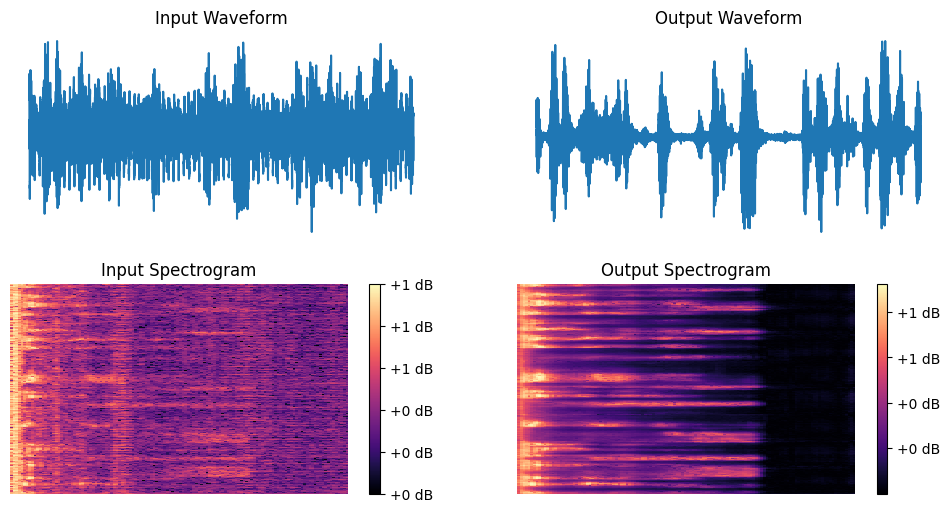 Input Waveform
Output Waveform
Input Spectrogram
Output Spectrogram
+1 dB
+1 dB
+1 dB
+0 dB
+0 dB
+0 dB
+1 dB
+1 dB
+0 dB
+0 dB